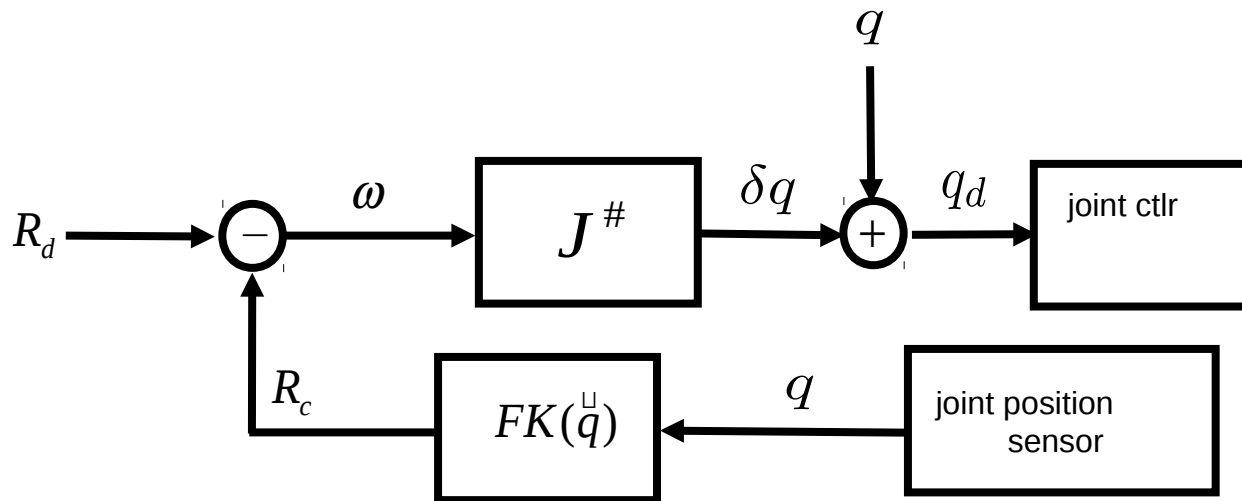 q
R_d
−
ω
J^#
δq
+
q_d
joint ctlr
R_c
FK(q)
q
joint position
sensor